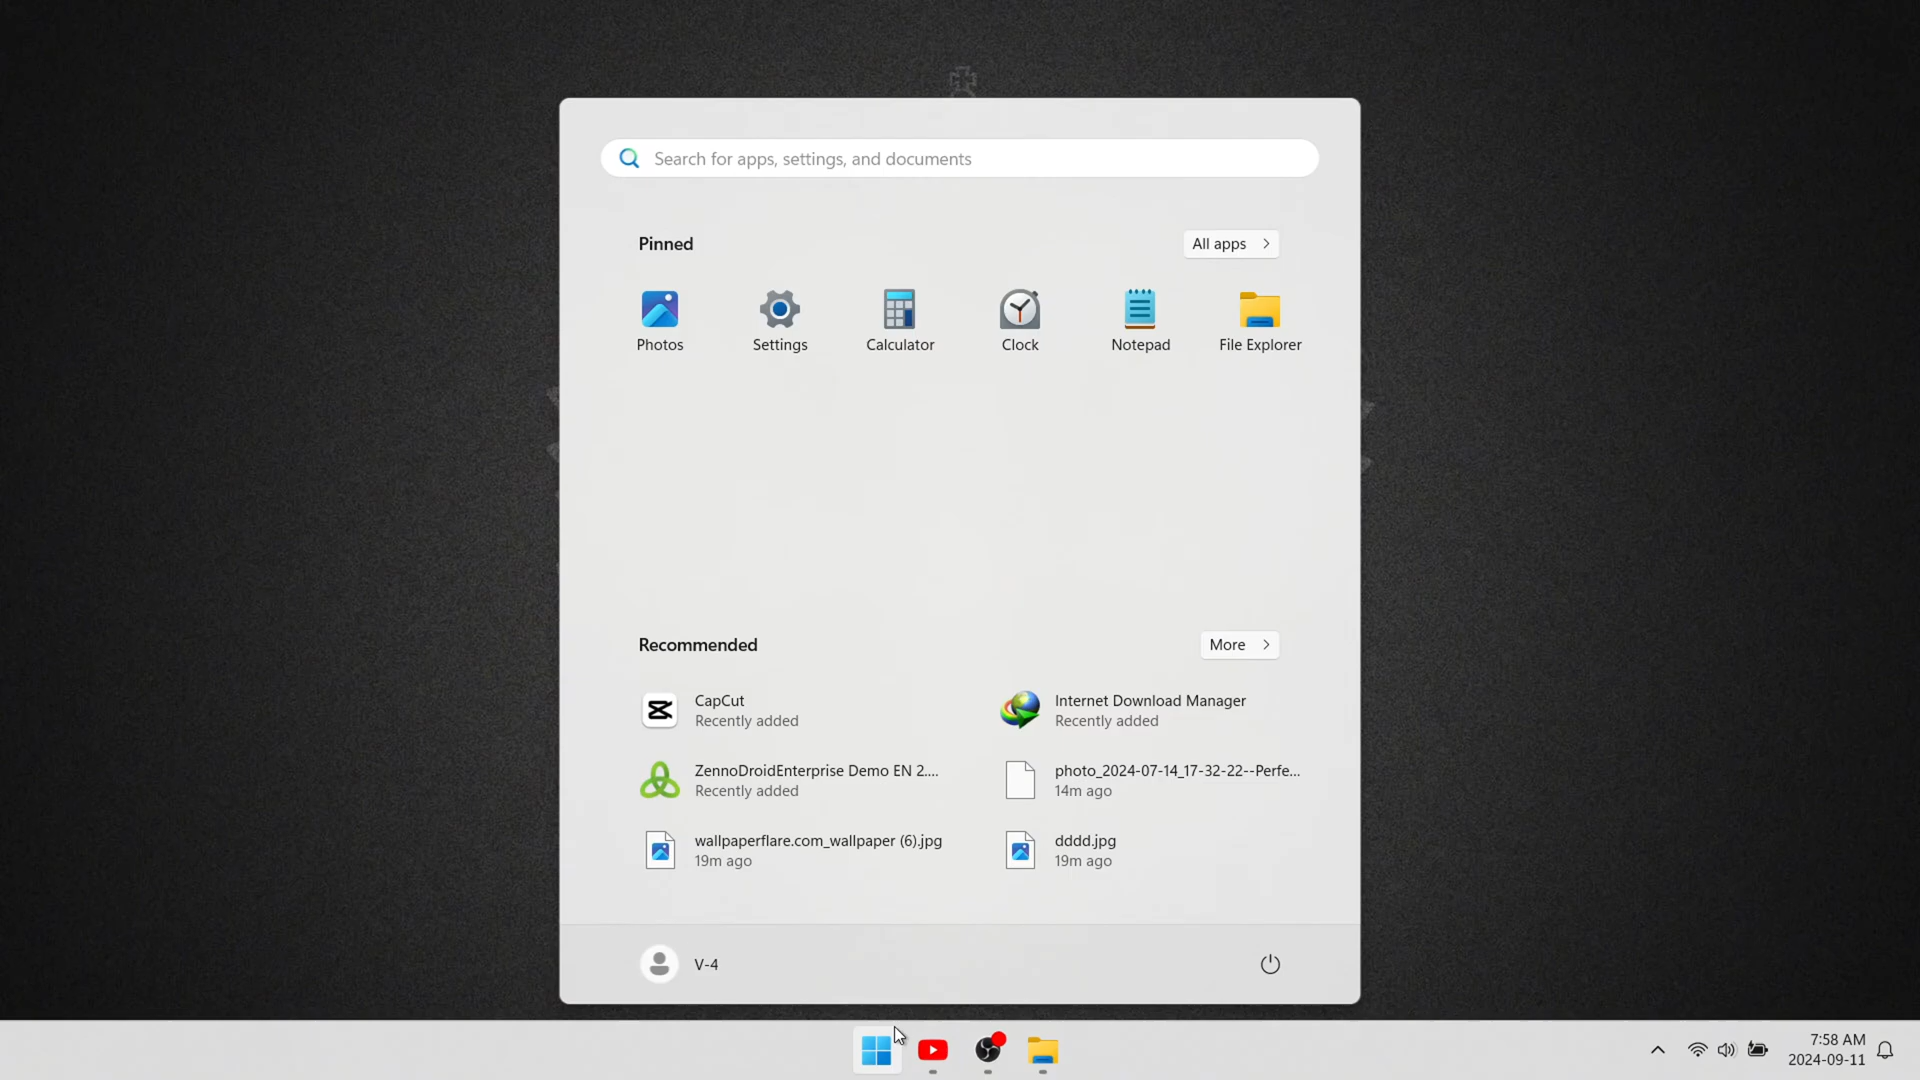 Search for apps, settings, and documents
Pinned
All apps
Photos
Settings
Calculator
Clock
Notepad
File Explorer
Recommended
More
CapCut
Recently added
Internet Download Manager
Recently added
ZennoDroidEnterprise Demo EN 2....
Recently added
photo_2024-07-14_17-32-22--Perfe...
14m ago
wallpaperflare.com_wallpaper (6).jpg
19m ago
dddd.jpg
19m ago
V-4
7:58 AM
2024-09-11